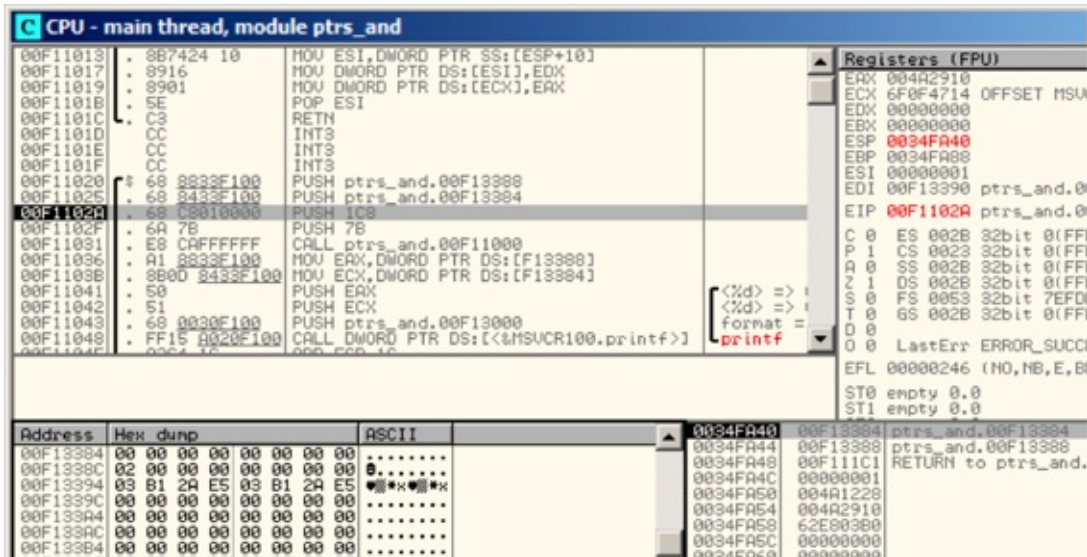 CPU - main thread, module ptrs_and
00F11013 . 8B7424 10 MOV ESI,DWORD PTR SS:[ESP+10]
00F11017 . 8916 MOV DWORD PTR DS:[ESI],EDX
00F11019 . 8901 MOV DWORD PTR DS:[ECX],EAX
00F1101B . 5E POP ESI
00F1101C . C3 RETN
00F1101D CC INT3
00F1101E CC INT3
00F1101F CC INT3
00F11020 $ 68 8833F100 PUSH ptrs_and.00F13388
00F11025 . 68 8433F100 PUSH ptrs_and.00F13384
00F1102A . 68 C8010000 PUSH 1C8
00F1102F . 6A 7B PUSH 7B
00F11031 . E8 CAFFFFFF CALL ptrs_and.00F11000
00F11036 . A1 8833F100 MOV EAX,DWORD PTR DS:[F13388]
00F1103B . 8B0D 8433F100 MOV ECX,DWORD PTR DS:[F13384]
00F11041 . 50 PUSH EAX <%d> =>
00F11042 . 51 PUSH ECX <%d> =>
00F11043 . 68 0030F100 PUSH ptrs_and.00F13000 format =
00F11048 . FF15 A020F100 CALL DWORD PTR DS:[<&MSVCR100.printf>] printf
Registers (FPU)
EAX 004A2910
ECX 6F0F4714 OFFSET MSV
EDX 00000000
EBX 00000000
ESP 0034FA40
EBP 0034FA88
ESI 00000001
EDI 00F13390 ptrs_and.0
EIP 00F1102A ptrs_and.0
C 0 ES 002B 32bit 0(FF
P 1 CS 0023 32bit 0(FF
A 0 SS 002B 32bit 0(FF
Z 1 DS 002B 32bit 0(FF
S 0 FS 0053 32bit 7EFD
T 0 GS 002B 32bit 0(FF
D 0
O 0 LastErr ERROR_SUCC
EFL 00000246 (NO,NB,E,B
ST0 empty 0.0
ST1 empty 0.0
Address Hex dump ASCII
00F13384 00 00 00 00 00 00 00 00 ........
00F1338C 02 00 00 00 00 00 00 00
00F13394 03 B1 2A E5 03 B1 2A E5
00F1339C 00 00 00 00 00 00 00 00 ........
00F133A4 00 00 00 00 00 00 00 00 ........
00F133AC 00 00 00 00 00 00 00 00 ........
00F133B4 00 00 00 00 00 00 00 00 ........
0034FA40 00F13384 ptrs_and.00F13384
0034FA44 00F13388 ptrs_and.00F13388
0034FA48 00F111C1 RETURN to ptrs_and.
0034FA4C 00000001
0034FA50 004A1228
0034FA54 004A2910
0034FA58 62E803B0
0034FA5C 00000000